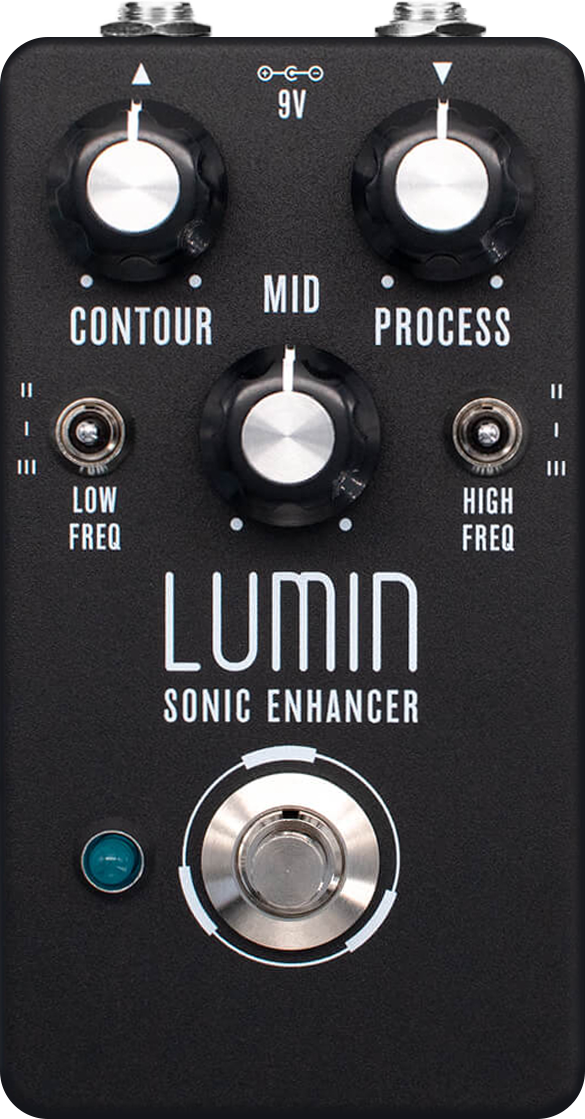 9V
MID
CONTOUR
PROCESS
II
I
III
LOW
FREQ
II
I
III
HIGH
FREQ
LUMIN
SONIC ENHANCER